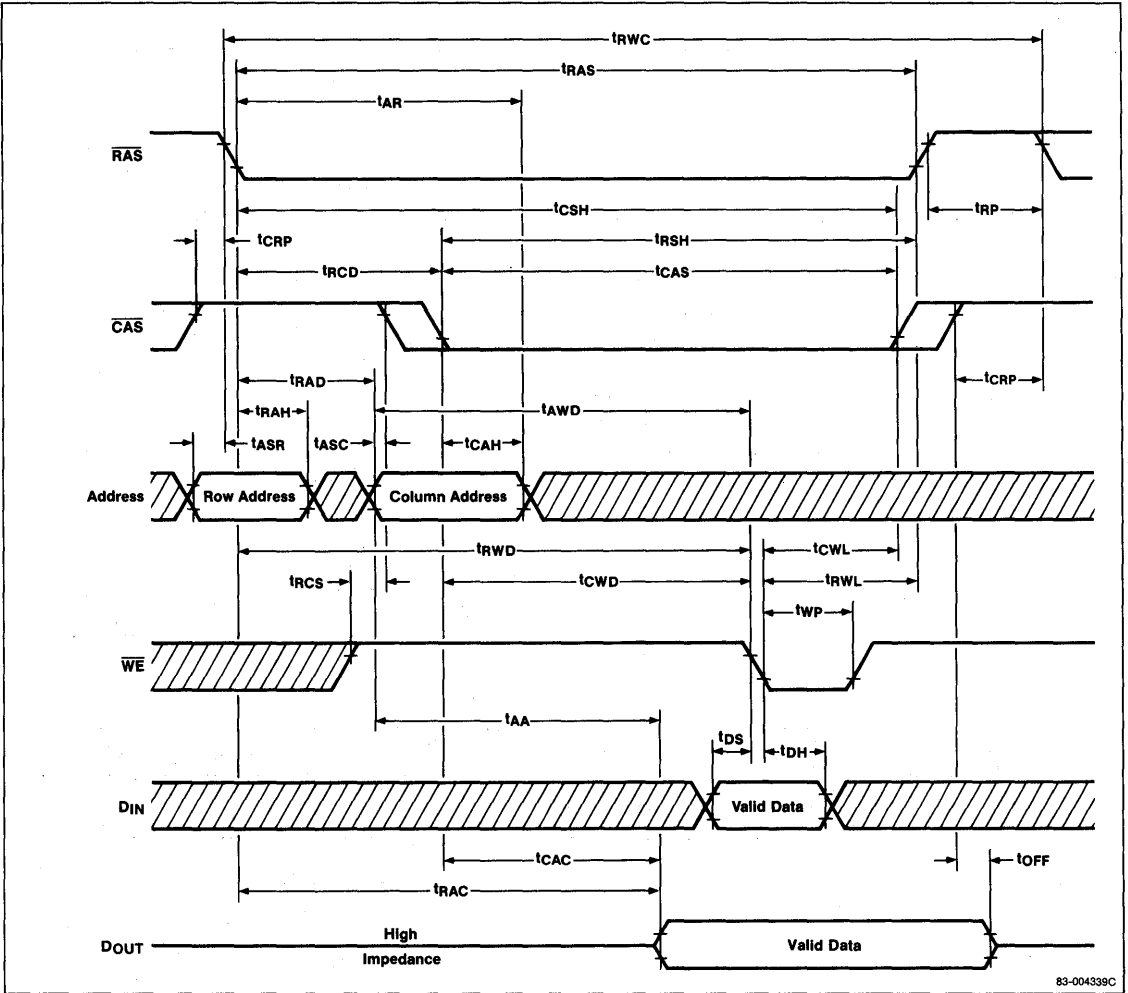 tRWC
tRAS
tAR
RAS
tCSH
tRP
tCRP
tRSH
tRCD
tCAS
CAS
tRAD
tCRP
tRAH
tAWD
tASR
tASC
tCAH
Address
Row Address
Column Address
tRWD
tCWL
tRCS
tCWD
tRWL
tWP
WE
tAA
tDS
tDH
DIN
Valid Data
tCAC
tOFF
tRAC
DOUT
High
Impedance
Valid Data
83-004339C